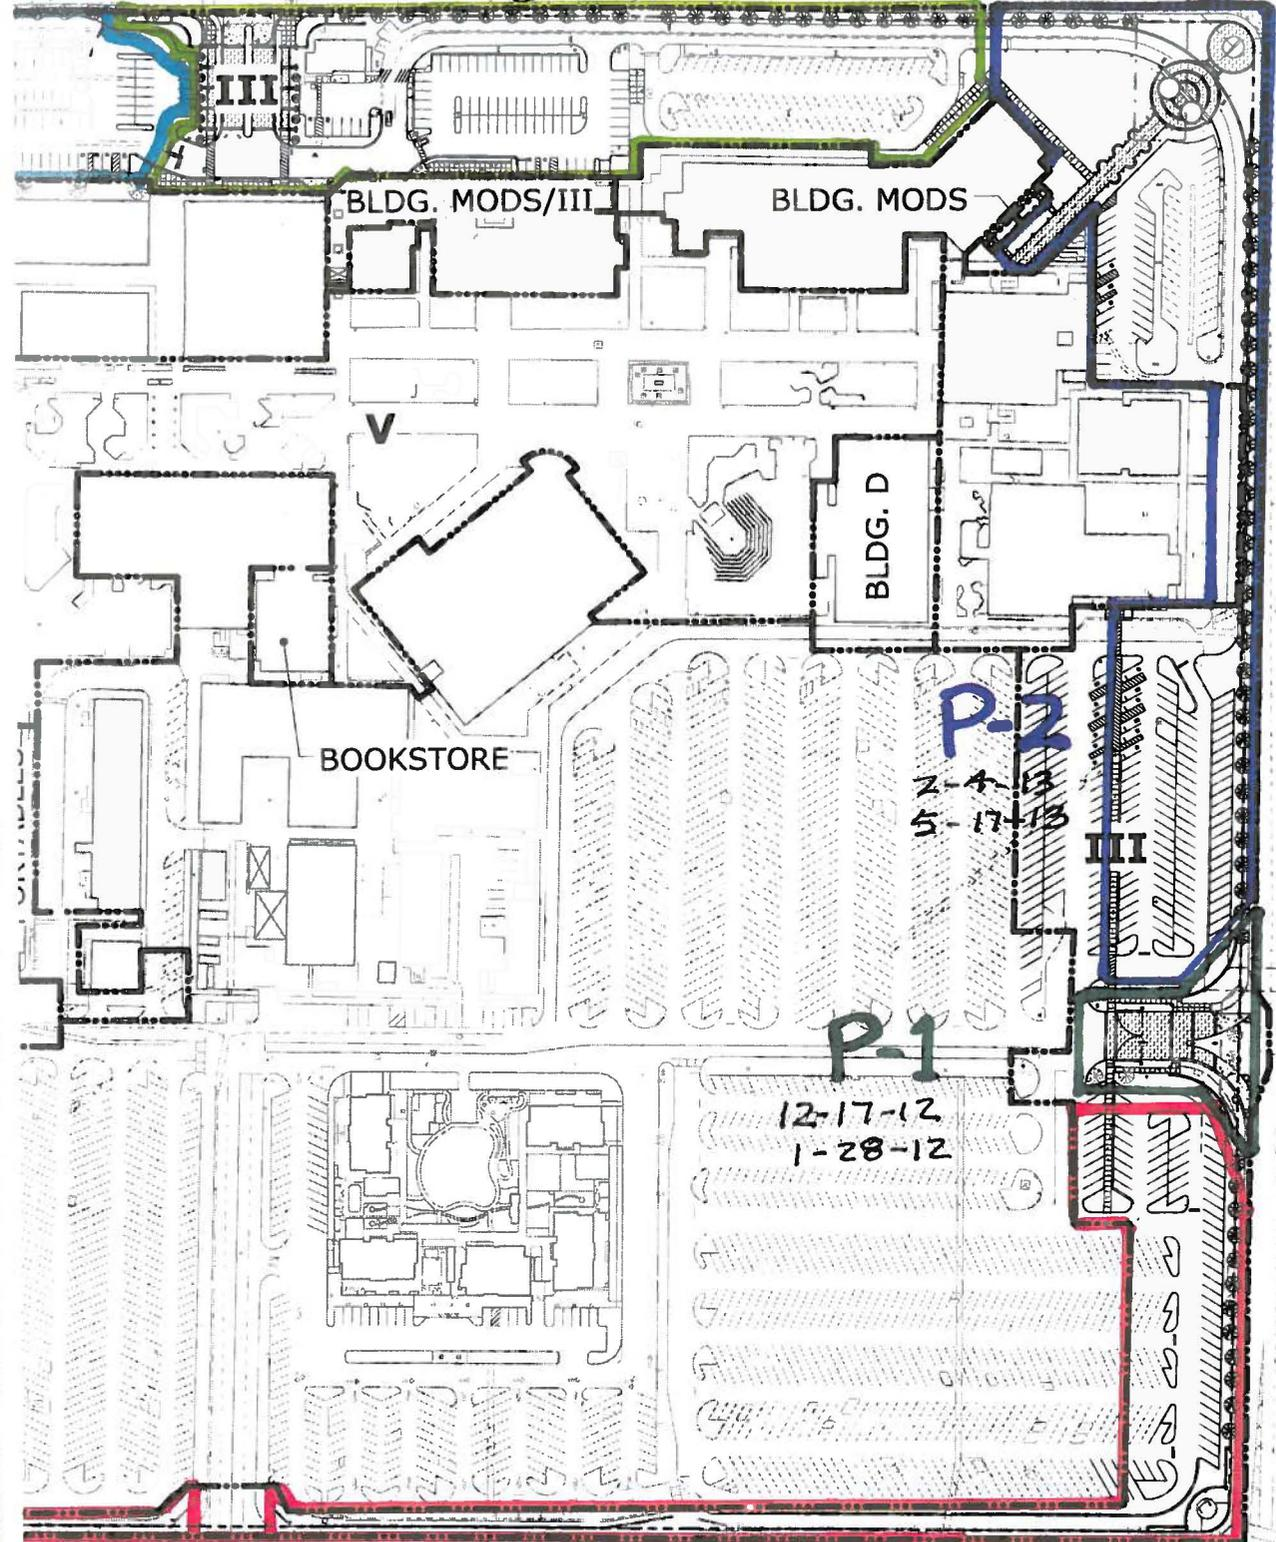 III
BLDG. MODS/III
BLDG. MODS
V
BLDG. D
BOOKSTORE
P-2
2-4-13
5-17-13
III
P-1
12-17-12
1-28-12